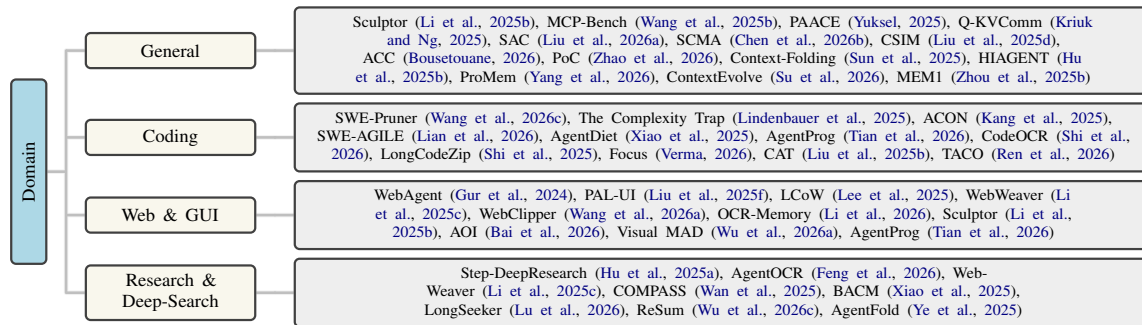 Domain
General
Sculptor (Li et al., 2025b), MCP-Bench (Wang et al., 2025b), PAACE (Yuksel, 2025), Q-KVComm (Kriuk
and Ng, 2025), SAC (Liu et al., 2026a), SCMA (Chen et al., 2026b), CSIM (Liu et al., 2025d),
ACC (Bousetouane, 2026), PoC (Zhao et al., 2026), Context-Folding (Sun et al., 2025), HIAGENT (Hu
et al., 2025b), ProMem (Yang et al., 2026), ContextEvolve (Su et al., 2026), MEM1 (Zhou et al., 2025b)
Coding
SWE-Pruner (Wang et al., 2026c), The Complexity Trap (Lindenbauer et al., 2025), ACON (Kang et al., 2025),
SWE-AGILE (Lian et al., 2026), AgentDiet (Xiao et al., 2025), AgentProg (Tian et al., 2026), CodeOCR (Shi et al.,
2026), LongCodeZip (Shi et al., 2025), Focus (Verma, 2026), CAT (Liu et al., 2025b), TACO (Ren et al., 2026)
Web & GUI
WebAgent (Gur et al., 2024), PAL-UI (Liu et al., 2025f), LCoW (Lee et al., 2025), WebWeaver (Li
et al., 2025c), WebClipper (Wang et al., 2026a), OCR-Memory (Li et al., 2026), Sculptor (Li et al.,
2025b), AOI (Bai et al., 2026), Visual MAD (Wu et al., 2026a), AgentProg (Tian et al., 2026)
Research &
Deep-Search
Step-DeepResearch (Hu et al., 2025a), AgentOCR (Feng et al., 2026), Web-
Weaver (Li et al., 2025c), COMPASS (Wan et al., 2025), BACM (Xiao et al., 2025),
LongSeeker (Lu et al., 2026), ReSum (Wu et al., 2026c), AgentFold (Ye et al., 2025)